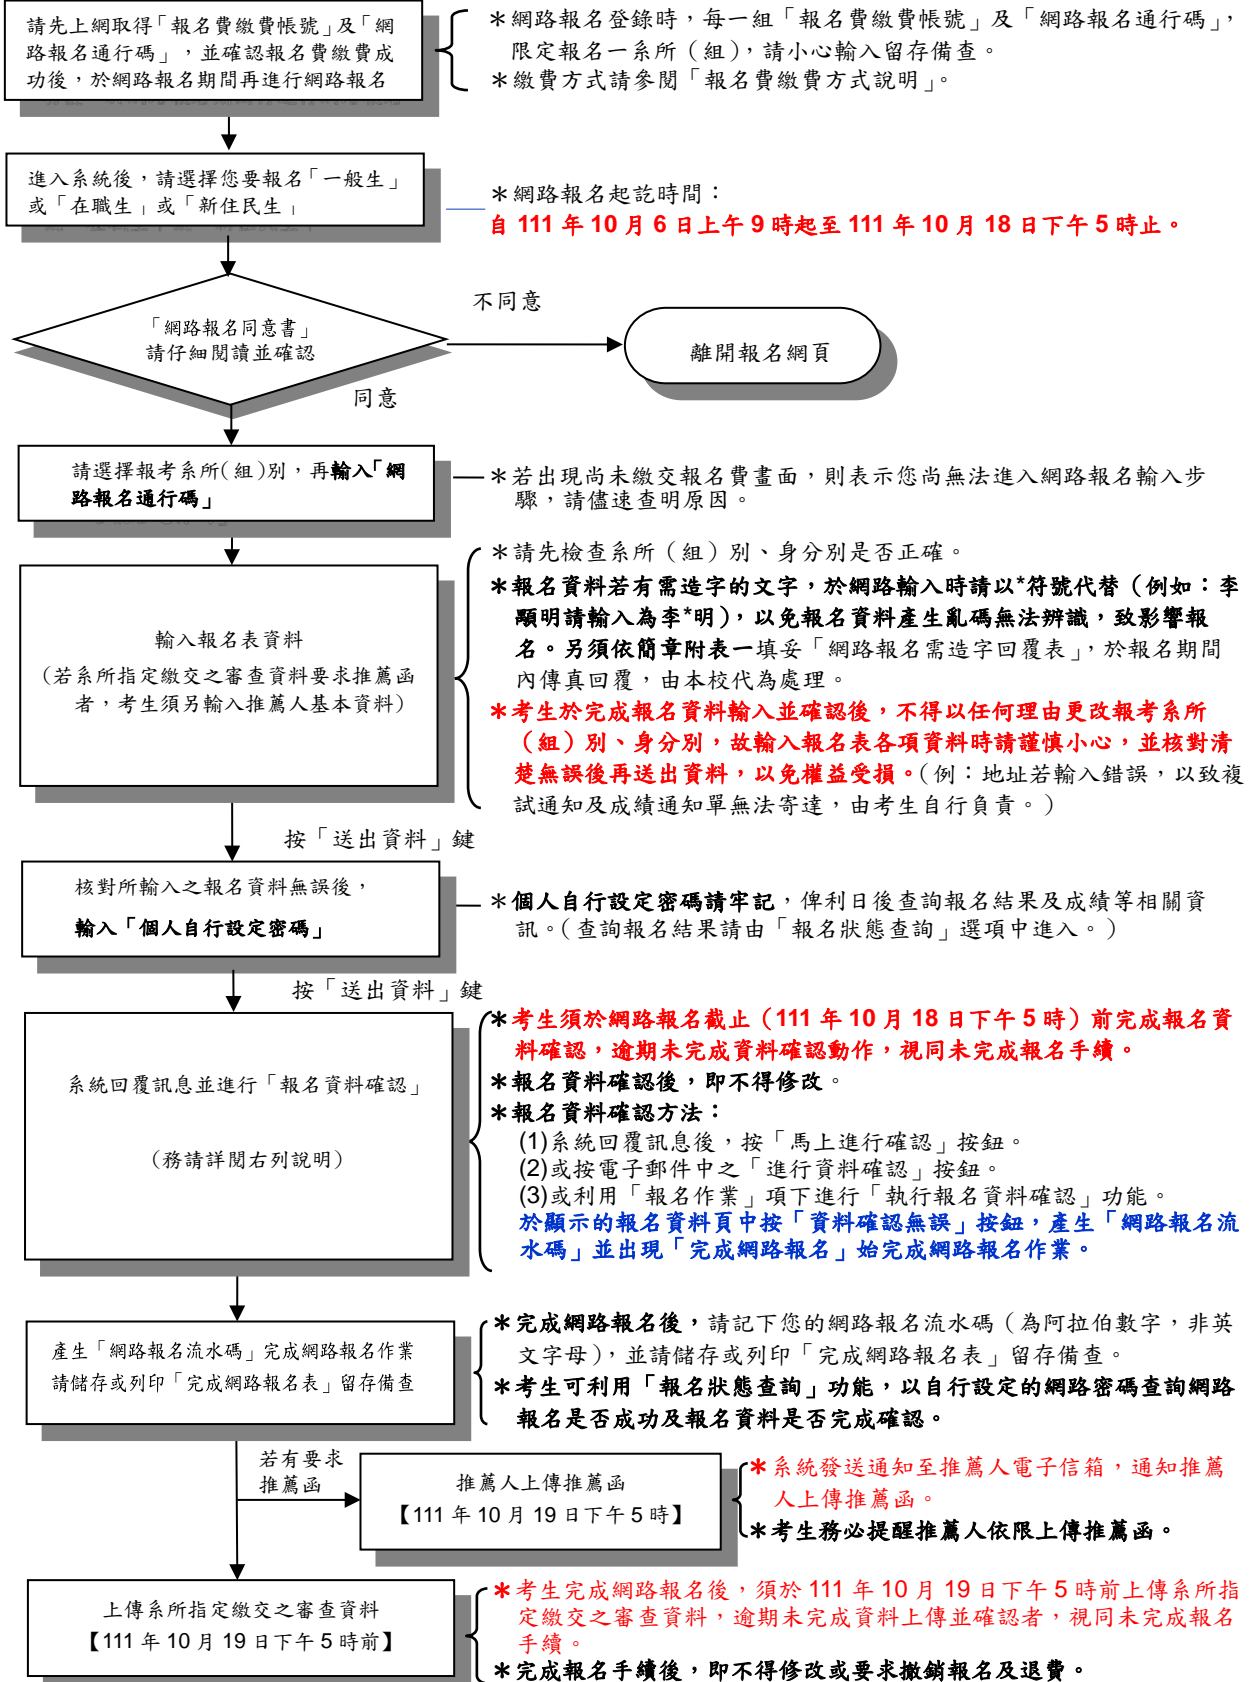 請先上網取得「報名費繳費帳號」及「網
路報名通行碼」，並確認報名費繳費成
功後，於網路報名期間再進行網路報名
＊網路報名登錄時，每一組「報名費繳費帳號」及「網路報名通行碼」，
限定報名一系所（組），請小心輸入留存備查。
＊繳費方式請參閱「報名費繳費方式說明」。
進入系統後，請選擇您要報名「一般生」
或「在職生」或「新住民生」
＊網路報名起訖時間：
自 111 年 10 月 6 日上午 9 時起至 111 年 10 月 18 日下午 5 時止。
「網路報名同意書」
請仔細閱讀並確認
不同意
離開報名網頁
同意
請選擇報考系所(組)別，再輸入「網
路報名通行碼」
＊若出現尚未繳交報名費畫面，則表示您尚無法進入網路報名輸入步
驟，請儘速查明原因。
輸入報名表資料
(若系所指定繳交之審查資料要求推薦函
者，考生須另輸入推薦人基本資料)
＊請先檢查系所（組）別、身分別是否正確。
＊報名資料若有需造字的文字，於網路輸入時請以*符號代替（例如：李
顯明請輸入為李*明），以免報名資料產生亂碼無法辨識，致影響報
名。另須依簡章附表一填妥「網路報名需造字回覆表」，於報名期間
內傳真回覆，由本校代為處理。
＊考生於完成報名資料輸入並確認後，不得以任何理由更改報考系所
（組）別、身分別，故輸入報名表各項資料時請謹慎小心，並核對清
楚無誤後再送出資料，以免權益受損。（例：地址若輸入錯誤，以致複
試通知及成績通知單無法寄達，由考生自行負責。）
按「送出資料」鍵
核對所輸入之報名資料無誤後，
輸入「個人自行設定密碼」
＊個人自行設定密碼請牢記，俾利日後查詢報名結果及成績等相關資
訊。（查詢報名結果請由「報名狀態查詢」選項中進入。）
按「送出資料」鍵
系統回覆訊息並進行「報名資料確認」
(務請詳閱右列說明)
＊考生須於網路報名截止（111 年 10 月 18 日下午 5 時）前完成報名資
料確認，逾期未完成資料確認動作，視同未完成報名手續。
＊報名資料確認後，即不得修改。
＊報名資料確認方法：
(1)系統回覆訊息後，按「馬上進行確認」按鈕。
(2)或按電子郵件中之「進行資料確認」按鈕。
(3)或利用「報名作業」項下進行「執行報名資料確認」功能。
於顯示的報名資料頁中按「資料確認無誤」按鈕，產生「網路報名流
水碼」並出現「完成網路報名」始完成網路報名作業。
產生「網路報名流水碼」完成網路報名作業
請儲存或列印「完成網路報名表」留存備查
＊完成網路報名後，請記下您的網路報名流水碼（為阿拉伯數字，非英
文字母），並請儲存或列印「完成網路報名表」留存備查。
＊考生可利用「報名狀態查詢」功能，以自行設定的網路密碼查詢網路
報名是否成功及報名資料是否完成確認。
若有要求
推薦函
推薦人上傳推薦函
【111 年 10 月 19 日下午 5 時】
＊系統發送通知至推薦人電子信箱，通知推薦
人上傳推薦函。
＊考生務必提醒推薦人依限上傳推薦函。
上傳系所指定繳交之審查資料
【111 年 10 月 19 日下午 5 時前】
＊考生完成網路報名後，須於 111 年 10 月 19 日下午 5 時前上傳系所指
定繳交之審查資料，逾期未完成資料上傳並確認者，視同未完成報名
手續。
＊完成報名手續後，即不得修改或要求撤銷報名及退費。